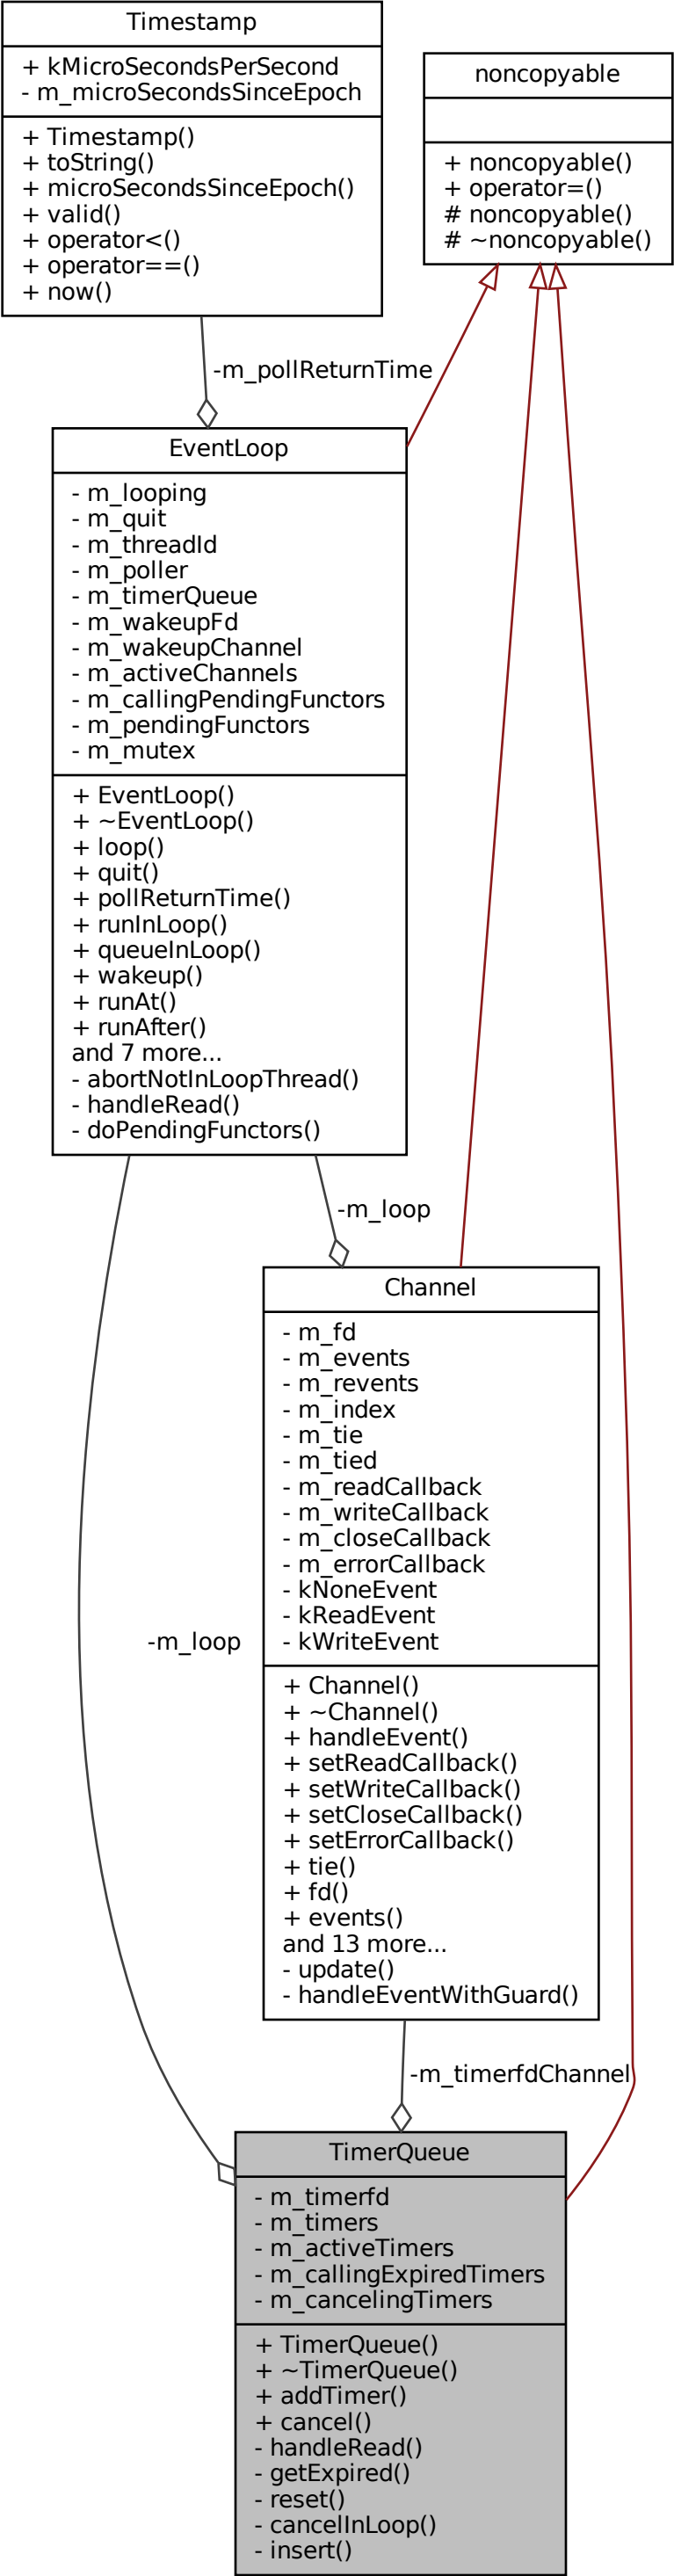 Timestamp
+ kMicroSecondsPerSecond
- m_microSecondsSinceEpoch
+ Timestamp()
+ toString()
+ microSecondsSinceEpoch()
+ valid()
+ operator<()
+ operator==()
+ now()
noncopyable
+ noncopyable()
+ operator=()
# noncopyable()
# ~noncopyable()
-m_pollReturnTime
EventLoop
- m_looping
- m_quit
- m_threadId
- m_poller
- m_timerQueue
- m_wakeupFd
- m_wakeupChannel
- m_activeChannels
- m_callingPendingFunctors
- m_pendingFunctors
- m_mutex
+ EventLoop()
+ ~EventLoop()
+ loop()
+ quit()
+ pollReturnTime()
+ runInLoop()
+ queueInLoop()
+ wakeup()
+ runAt()
+ runAfter()
and 7 more...
- abortNotInLoopThread()
- handleRead()
- doPendingFunctors()
-m_loop
Channel
- m_fd
- m_events
- m_revents
- m_index
- m_tie
- m_tied
- m_readCallback
- m_writeCallback
- m_closeCallback
- m_errorCallback
- kNoneEvent
- kReadEvent
- kWriteEvent
+ Channel()
+ ~Channel()
+ handleEvent()
+ setReadCallback()
+ setWriteCallback()
+ setCloseCallback()
+ setErrorCallback()
+ tie()
+ fd()
+ events()
and 13 more...
- update()
- handleEventWithGuard()
-m_loop
-m_timerfdChannel
TimerQueue
- m_timerfd
- m_timers
- m_activeTimers
- m_callingExpiredTimers
- m_cancelingTimers
+ TimerQueue()
+ ~TimerQueue()
+ addTimer()
+ cancel()
- handleRead()
- getExpired()
- reset()
- cancelInLoop()
- insert()